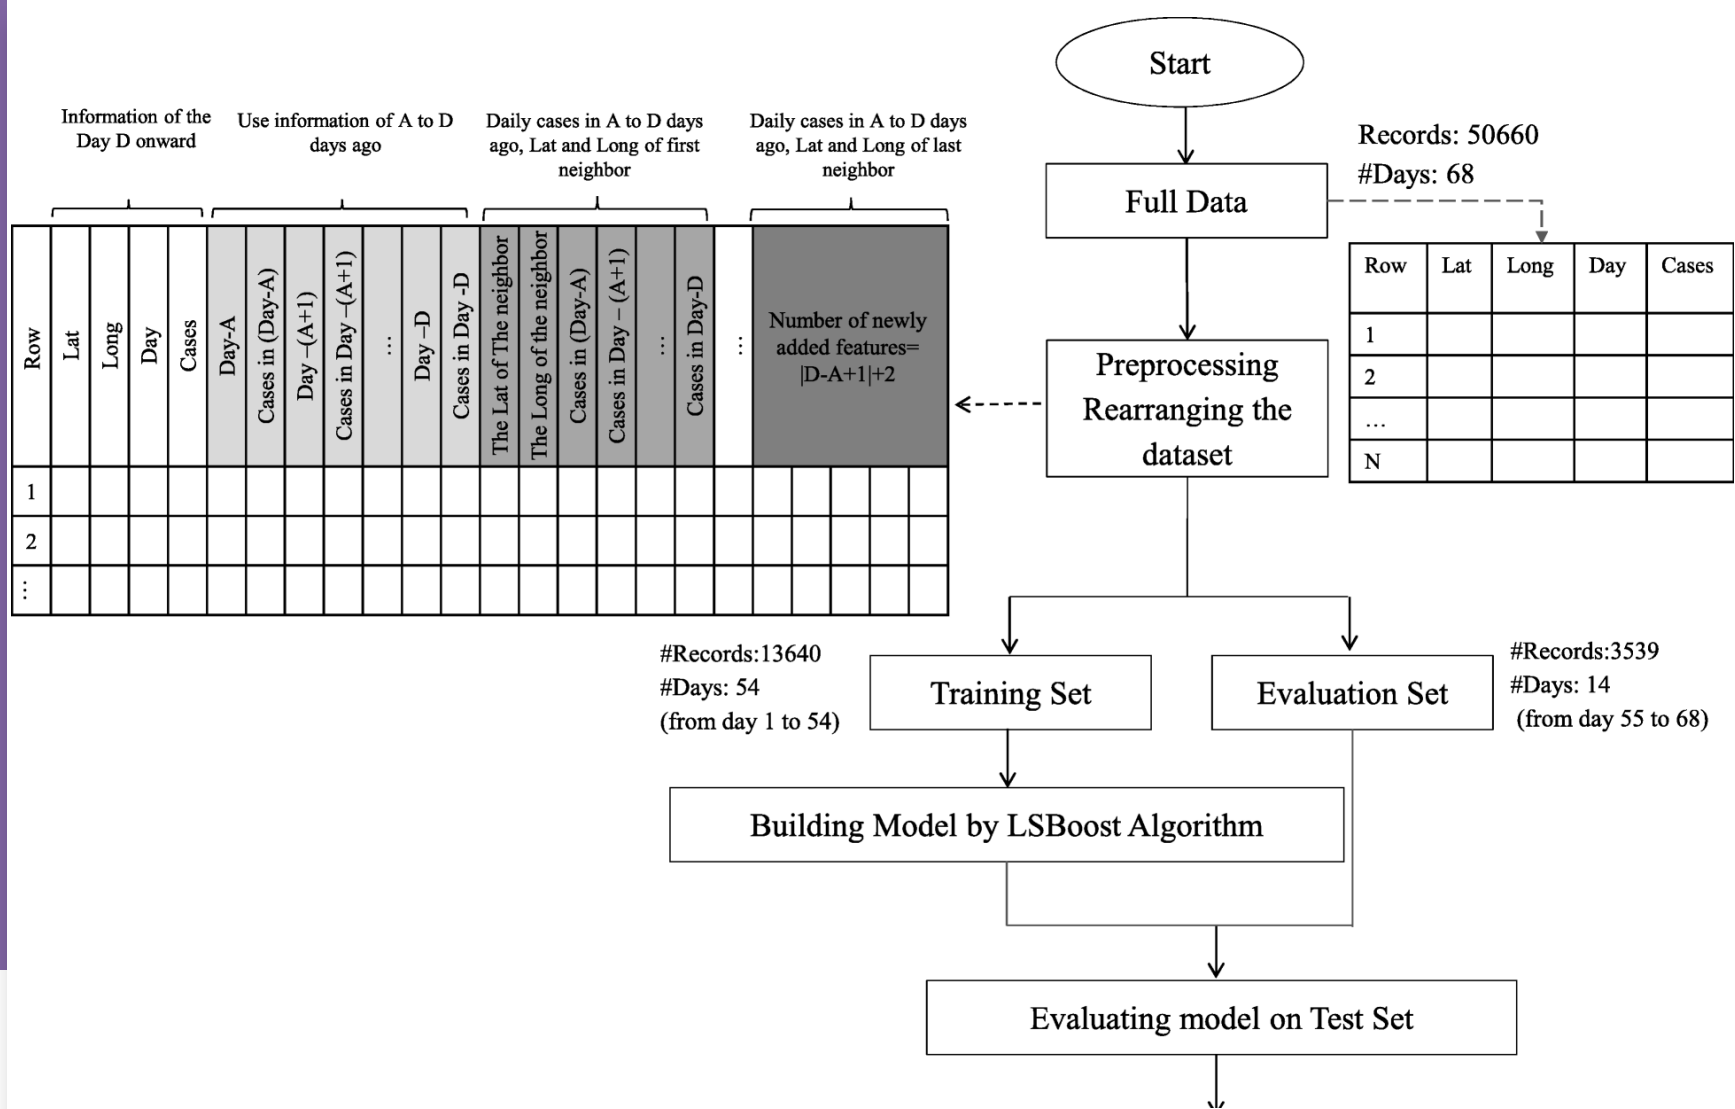 Start
Records: 50660
#Days: 68
Full Data
Row Lat Long Day Cases
1
2
...
N
Preprocessing
Rearranging the
dataset
Information of the
Day D onward
Use information of A to D
days ago
Daily cases in A to D days
ago, Lat and Long of first
neighbor
Daily cases in A to D days
ago, Lat and Long of last
neighbor
Row
Lat
Long
Day
Cases
Day-A
Cases in (Day-A)
Day –(A+1)
Cases in Day –(A+1)
...
Day –D
Cases in Day -D
The Lat of The neighbor
The Long of the neighbor
Cases in (Day-A)
Cases in Day – (A+1)
...
Cases in Day-D
...
Number of newly
added features=
|D-A+1|+2
1
2
...
#Records:13640
#Days: 54
(from day 1 to 54)
Training Set
Evaluation Set
#Records:3539
#Days: 14
(from day 55 to 68)
Building Model by LSBoost Algorithm
Evaluating model on Test Set